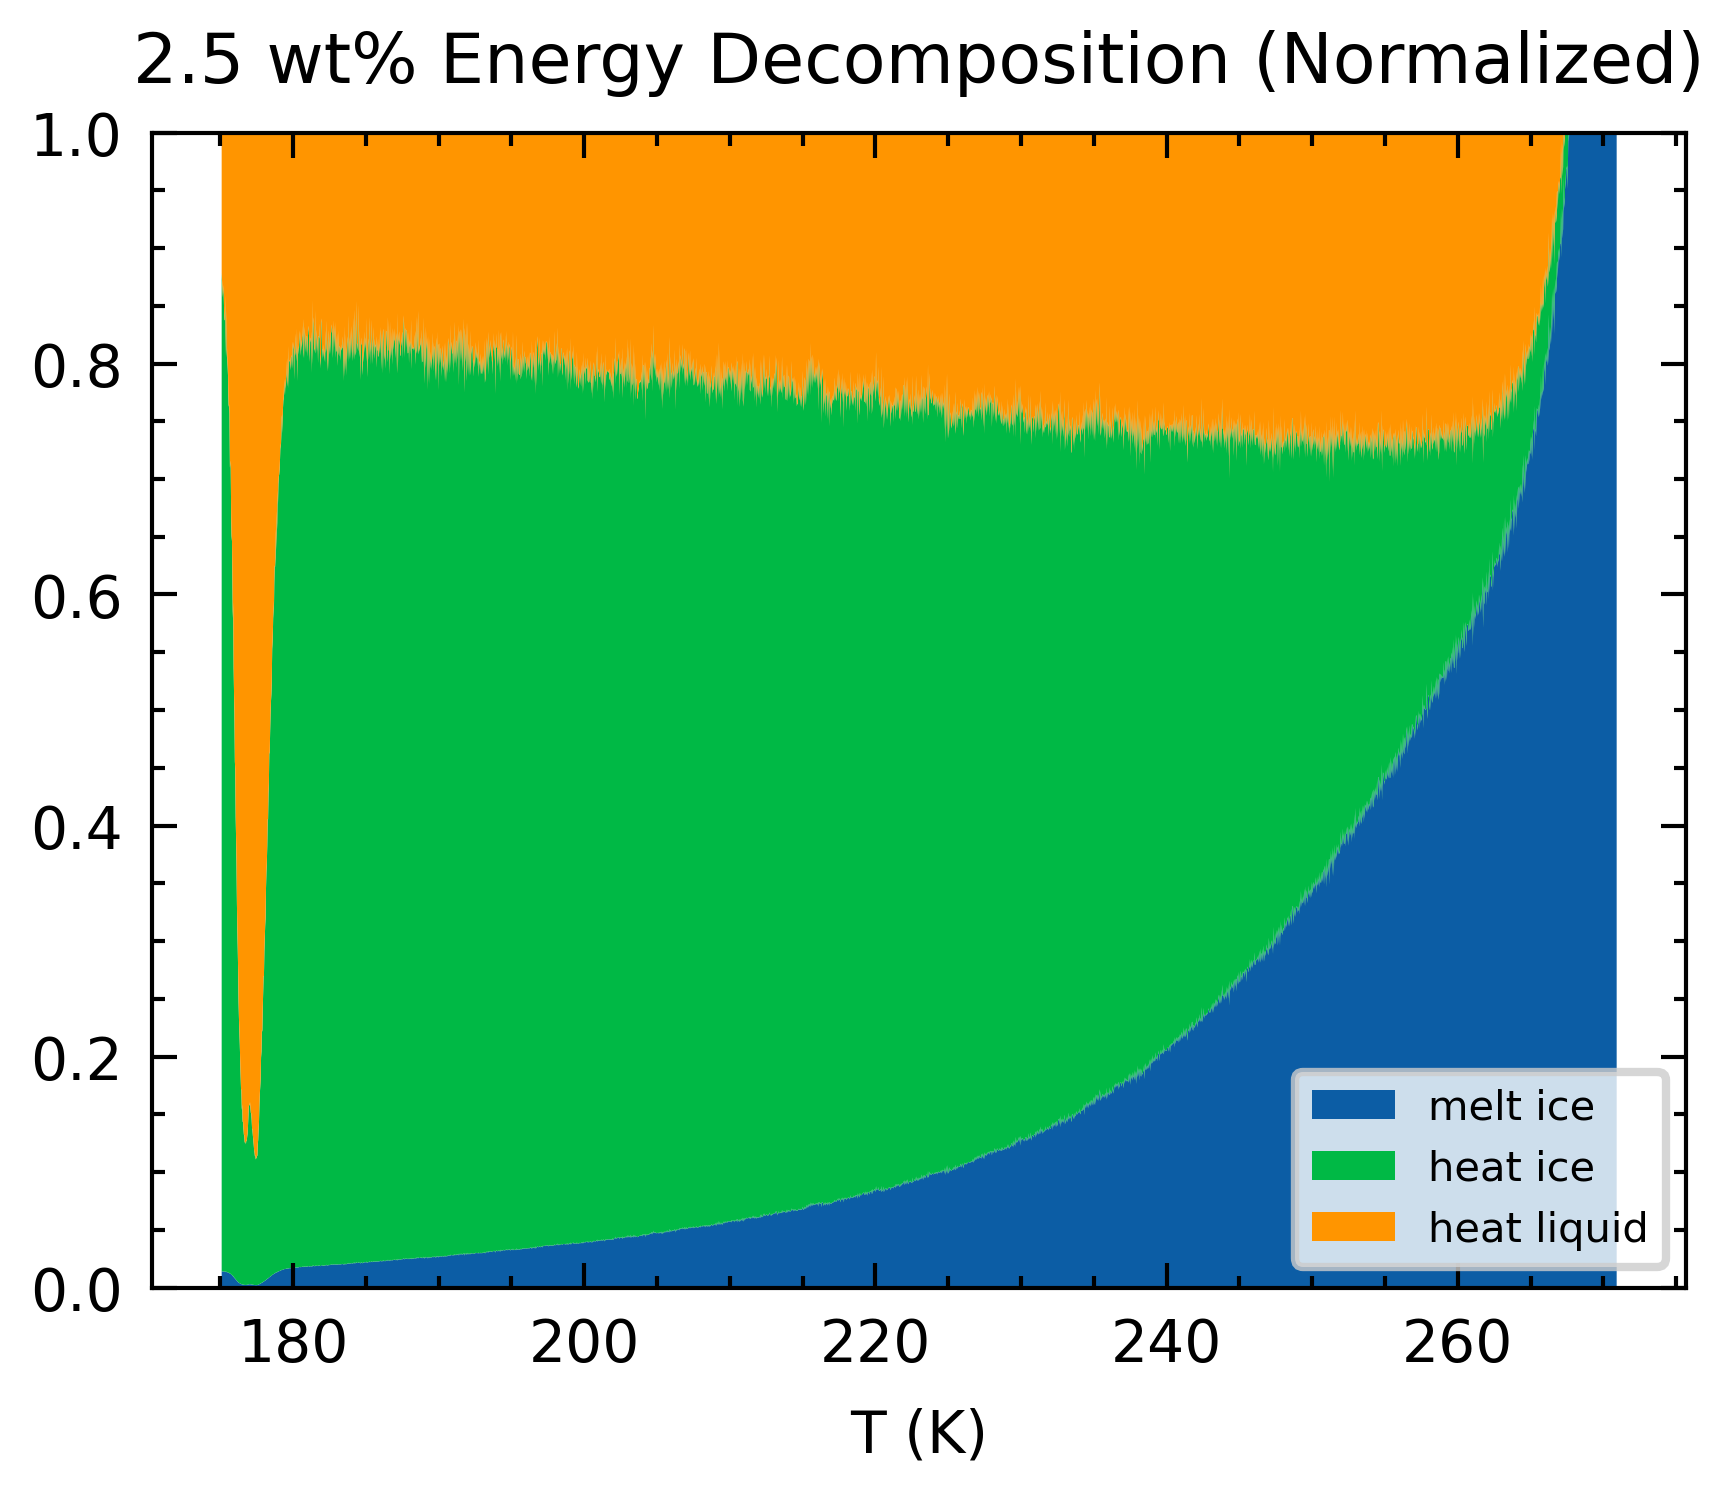 2.5 wt% Energy Decomposition (Normalized)
1.0
0.8
0.6
0.4
0.2
0.0
melt ice
heat ice
heat liquid
180 200 220 240 260
T (K)